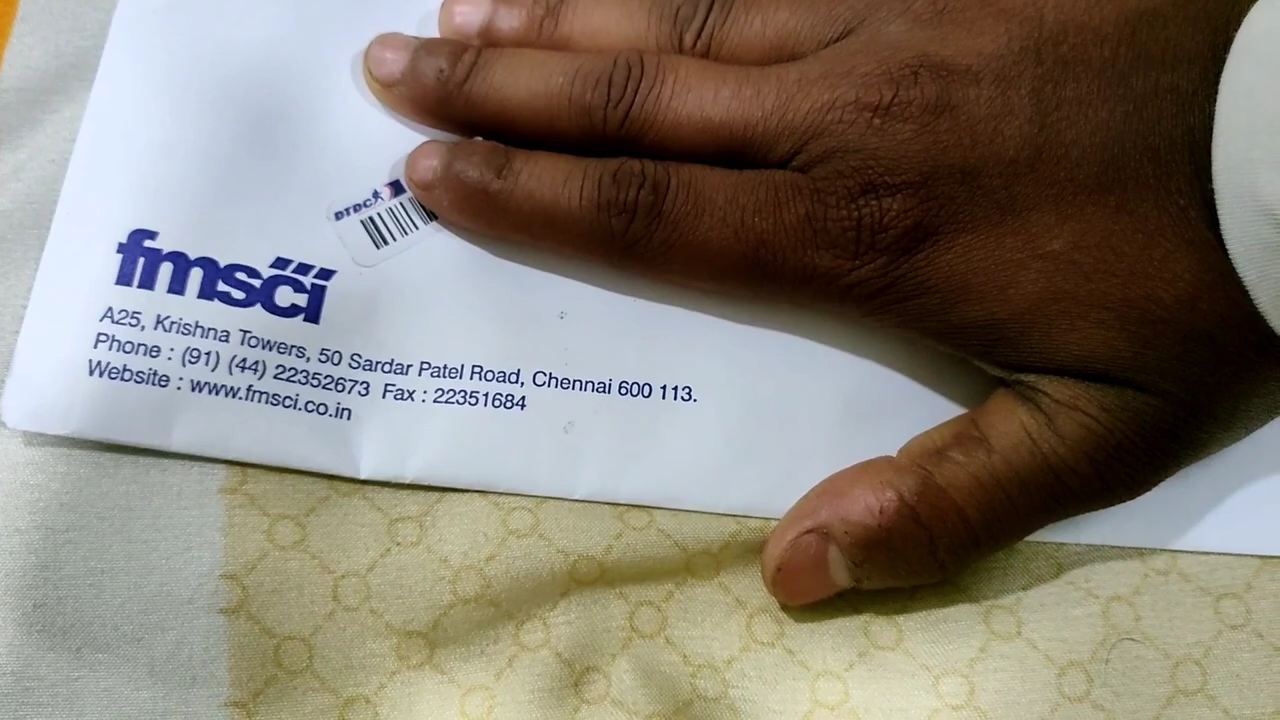 DTDC
fmsci
A25, Krishna Towers, 50 Sardar Patel Road, Chennai 600 113.
Phone : (91) (44) 22352673 Fax : 22351684
Website : www.fmsci.co.in